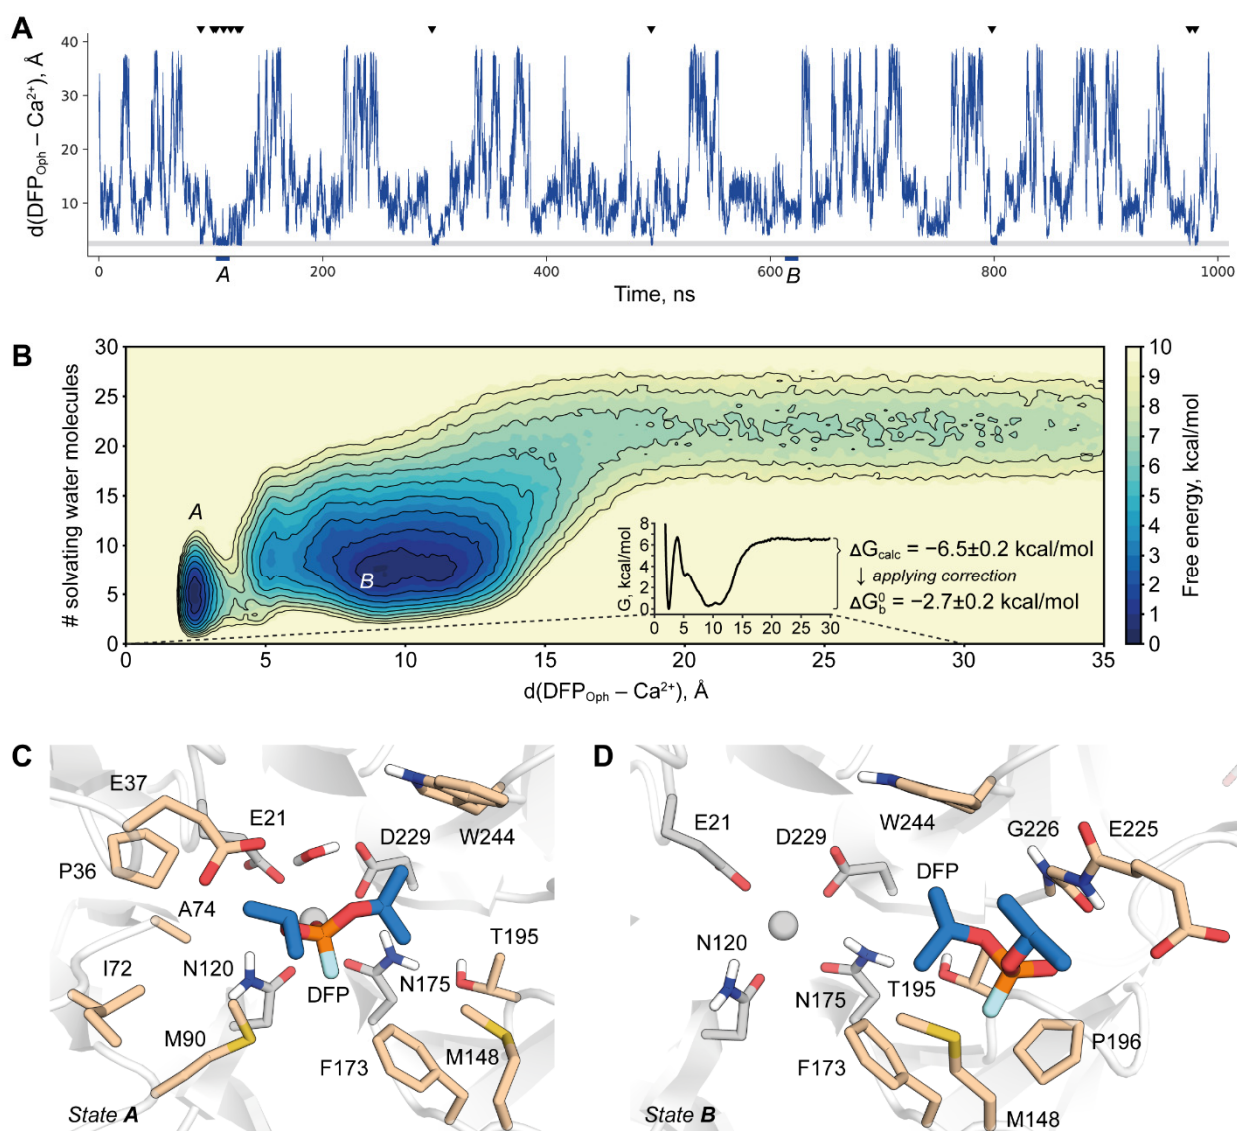 A
d(DFP_Oph – Ca²⁺), Å
40
30
20
10
0 200 400 600 800 1000
A B
Time, ns
B
# solvating water molecules
30
25
20
15
10
5
0
A
B
G, kcal/mol
8
6
4
2
0
0 5 10 15 20 25 30
ΔG_calc = −6.5±0.2 kcal/mol
↓ applying correction
ΔG_b⁰ = −2.7±0.2 kcal/mol
0 5 10 15 20 25 30 35
d(DFP_Oph – Ca²⁺), Å
10
9
8
7
6
5
4
3
2
1
0
Free energy, kcal/mol
C
E37
E21
D229
W244
P36
A74
T195
I72
N120
DFP
N175
M90
F173
M148
State A
D
E21
D229
W244
G226
E225
DFP
N120
N175
T195
P196
F173
M148
State B